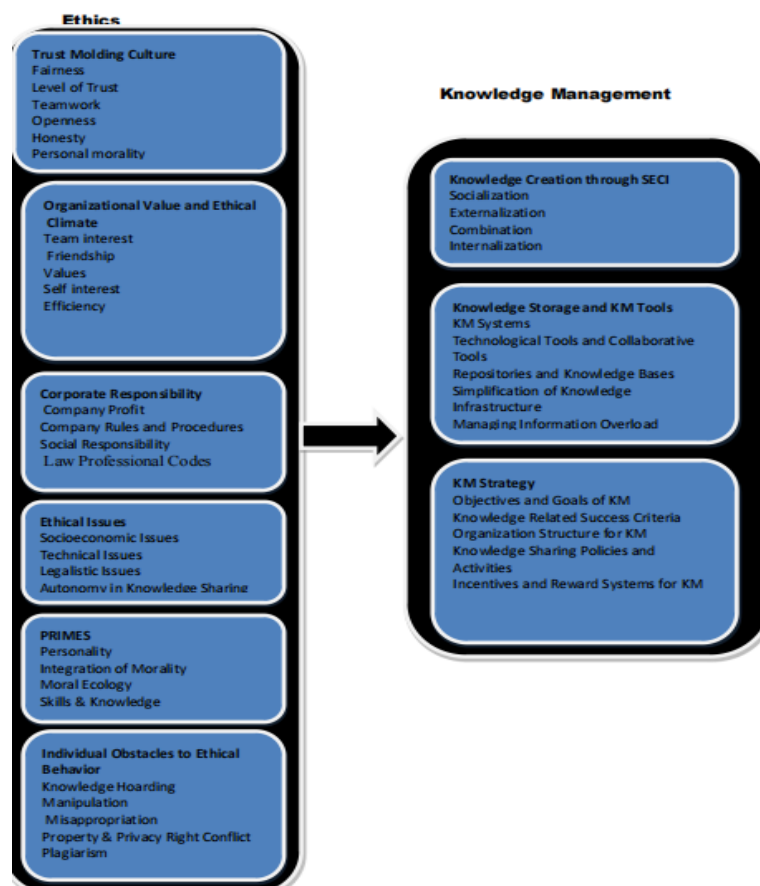 Ethics
Trust Molding Culture
Fairness
Level of Trust
Teamwork
Openness
Honesty
Personal morality
Organizational Value and Ethical
Climate
Team interest
Friendship
Values
Self interest
Efficiency
Corporate Responsibility
Company Profit
Company Rules and Procedures
Social Responsibility
Law Professional Codes
Ethical Issues
Socioeconomic Issues
Technical Issues
Legalistic Issues
Autonomy in Knowledge Sharing
PRIMES
Personality
Integration of Morality
Moral Ecology
Skills & Knowledge
Individual Obstacles to Ethical
Behavior
Knowledge Hoarding
Manipulation
Misappropriation
Property & Privacy Right Conflict
Plagiarism
Knowledge Management
Knowledge Creation through SECI
Socialization
Externalization
Combination
Internalization
Knowledge Storage and KM Tools
KM Systems
Technological Tools and Collaborative
Tools
Repositories and Knowledge Bases
Simplification of Knowledge
Infrastructure
Managing Information Overload
KM Strategy
Objectives and Goals of KM
Knowledge Related Success Criteria
Organization Structure for KM
Knowledge Sharing Policies and
Activities
Incentives and Reward Systems for KM